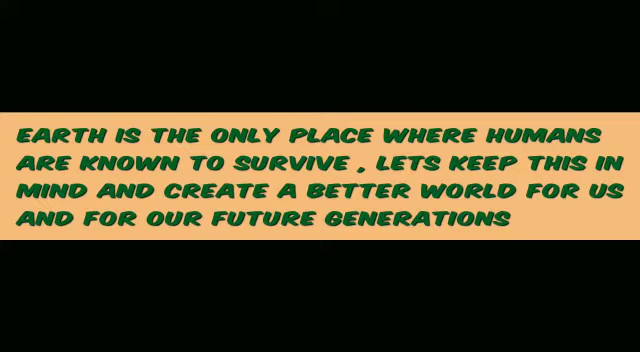 EARTH IS THE ONLY PLACE WHERE HUMANS
ARE KNOWN TO SURVIVE , LETS KEEP THIS IN
MIND AND CREATE A BETTER WORLD FOR US
AND FOR OUR FUTURE GENERATIONS